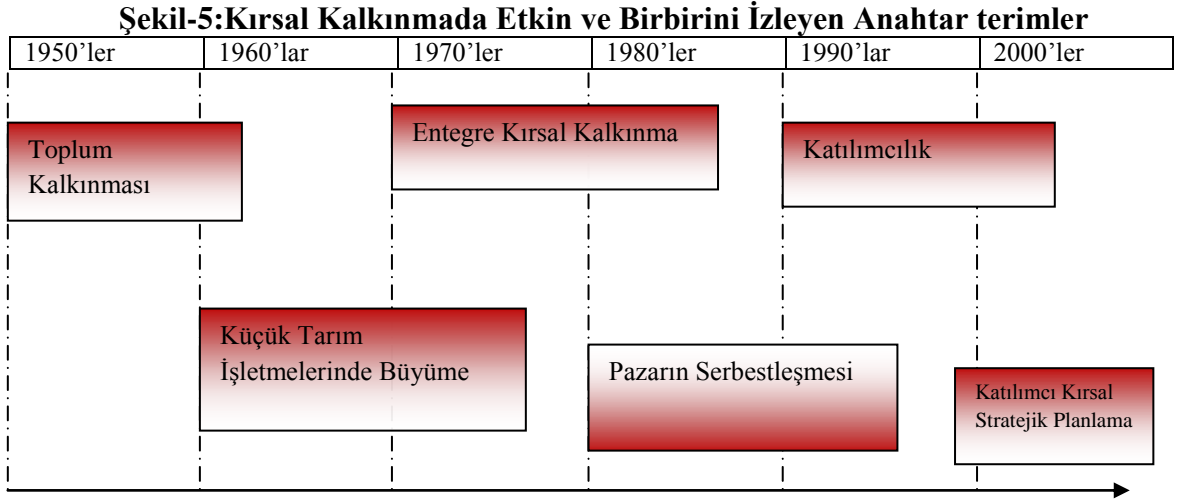 Şekil-5:Kırsal Kalkınmada Etkin ve Birbirini İzleyen Anahtar terimler
1950’ler 1960’lar 1970’ler 1980’ler 1990’lar 2000’ler
Toplum
Kalkınması
Entegre Kırsal Kalkınma
Katılımcılık
Küçük Tarım
İşletmelerinde Büyüme
Pazarın Serbestleşmesi
Katılımcı Kırsal
Stratejik Planlama